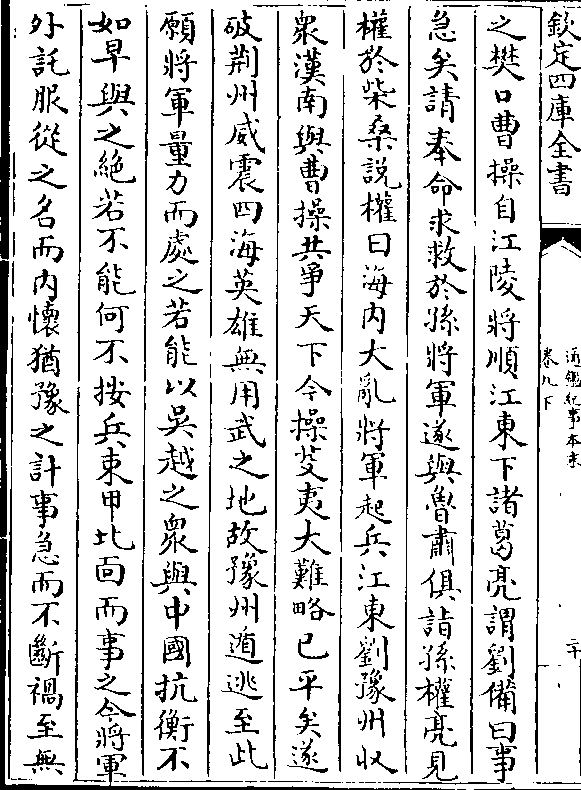 欽定四庫全書
通鑑紀事本末
卷九下
二十
之樊口曹操自江陵將順江東下諸葛亮謂劉備曰事
急矣請奉命求救於孫將軍遂與魯肅俱詣孫權亮見
權於柴桑說權曰海内大亂將軍起兵江東劉豫州收
衆漢南與曹操共爭天下今操芟夷大難略已平矣遂
破荆州威震四海英雄無用武之地故豫州遁逃至此
願將軍量力而處之若能以吳越之衆與中國抗衡不
如早與之絶若不能何不按兵束甲北面而事之今將軍
外託服從之名而内懷猶豫之計事急而不斷禍至無